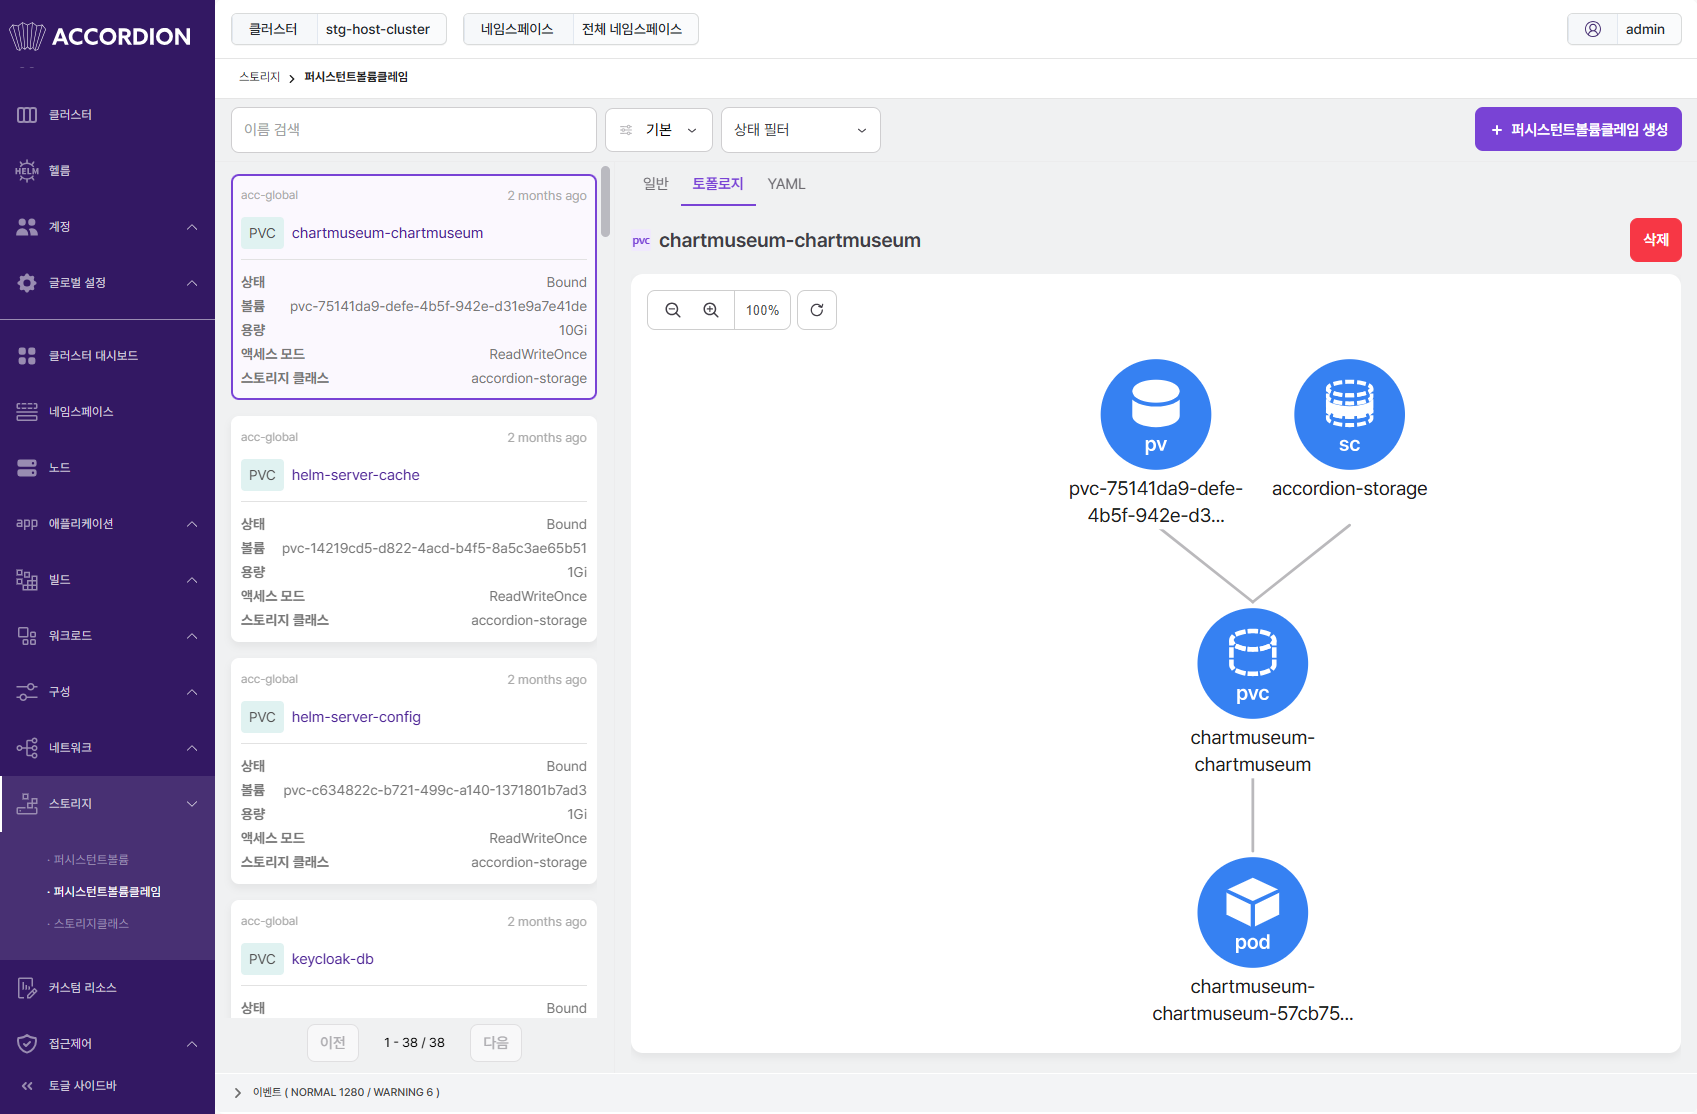 ACCORDION
클러스터
헬름
계정
글로벌 설정
클러스터 대시보드
네임스페이스
노드
app 애플리케이션
빌드
워크로드
구성
네트워크
스토리지
· 퍼시스턴트볼륨
· 퍼시스턴트볼륨클레임
· 스토리지클래스
커스텀 리소스
접근제어
토글 사이드바
클러스터 stg-host-cluster
네임스페이스 전체 네임스페이스
admin
스토리지 > 퍼시스턴트볼륨클레임
이름 검색
기본
상태 필터
+ 퍼시스턴트볼륨클레임 생성
acc-global 2 months ago
PVC chartmuseum-chartmuseum
상태 Bound
볼륨 pvc-75141da9-defe-4b5f-942e-d31e9a7e41de
용량 10Gi
액세스 모드 ReadWriteOnce
스토리지 클래스 accordion-storage
acc-global 2 months ago
PVC helm-server-cache
상태 Bound
볼륨 pvc-14219cd5-d822-4acd-b4f5-8a5c3ae65b51
용량 1Gi
액세스 모드 ReadWriteOnce
스토리지 클래스 accordion-storage
acc-global 2 months ago
PVC helm-server-config
상태 Bound
볼륨 pvc-c634822c-b721-499c-a140-1371801b7ad3
용량 1Gi
액세스 모드 ReadWriteOnce
스토리지 클래스 accordion-storage
acc-global 2 months ago
PVC keycloak-db
상태 Bound
이전 1 - 38 / 38 다음
일반 토폴로지 YAML
pvc chartmuseum-chartmuseum
삭제
100%
pv
pvc-75141da9-defe-
4b5f-942e-d3...
sc
accordion-storage
pvc
chartmuseum-
chartmuseum
pod
chartmuseum-
chartmuseum-57cb75...
이벤트 ( NORMAL 1280 / WARNING 6 )
HELM